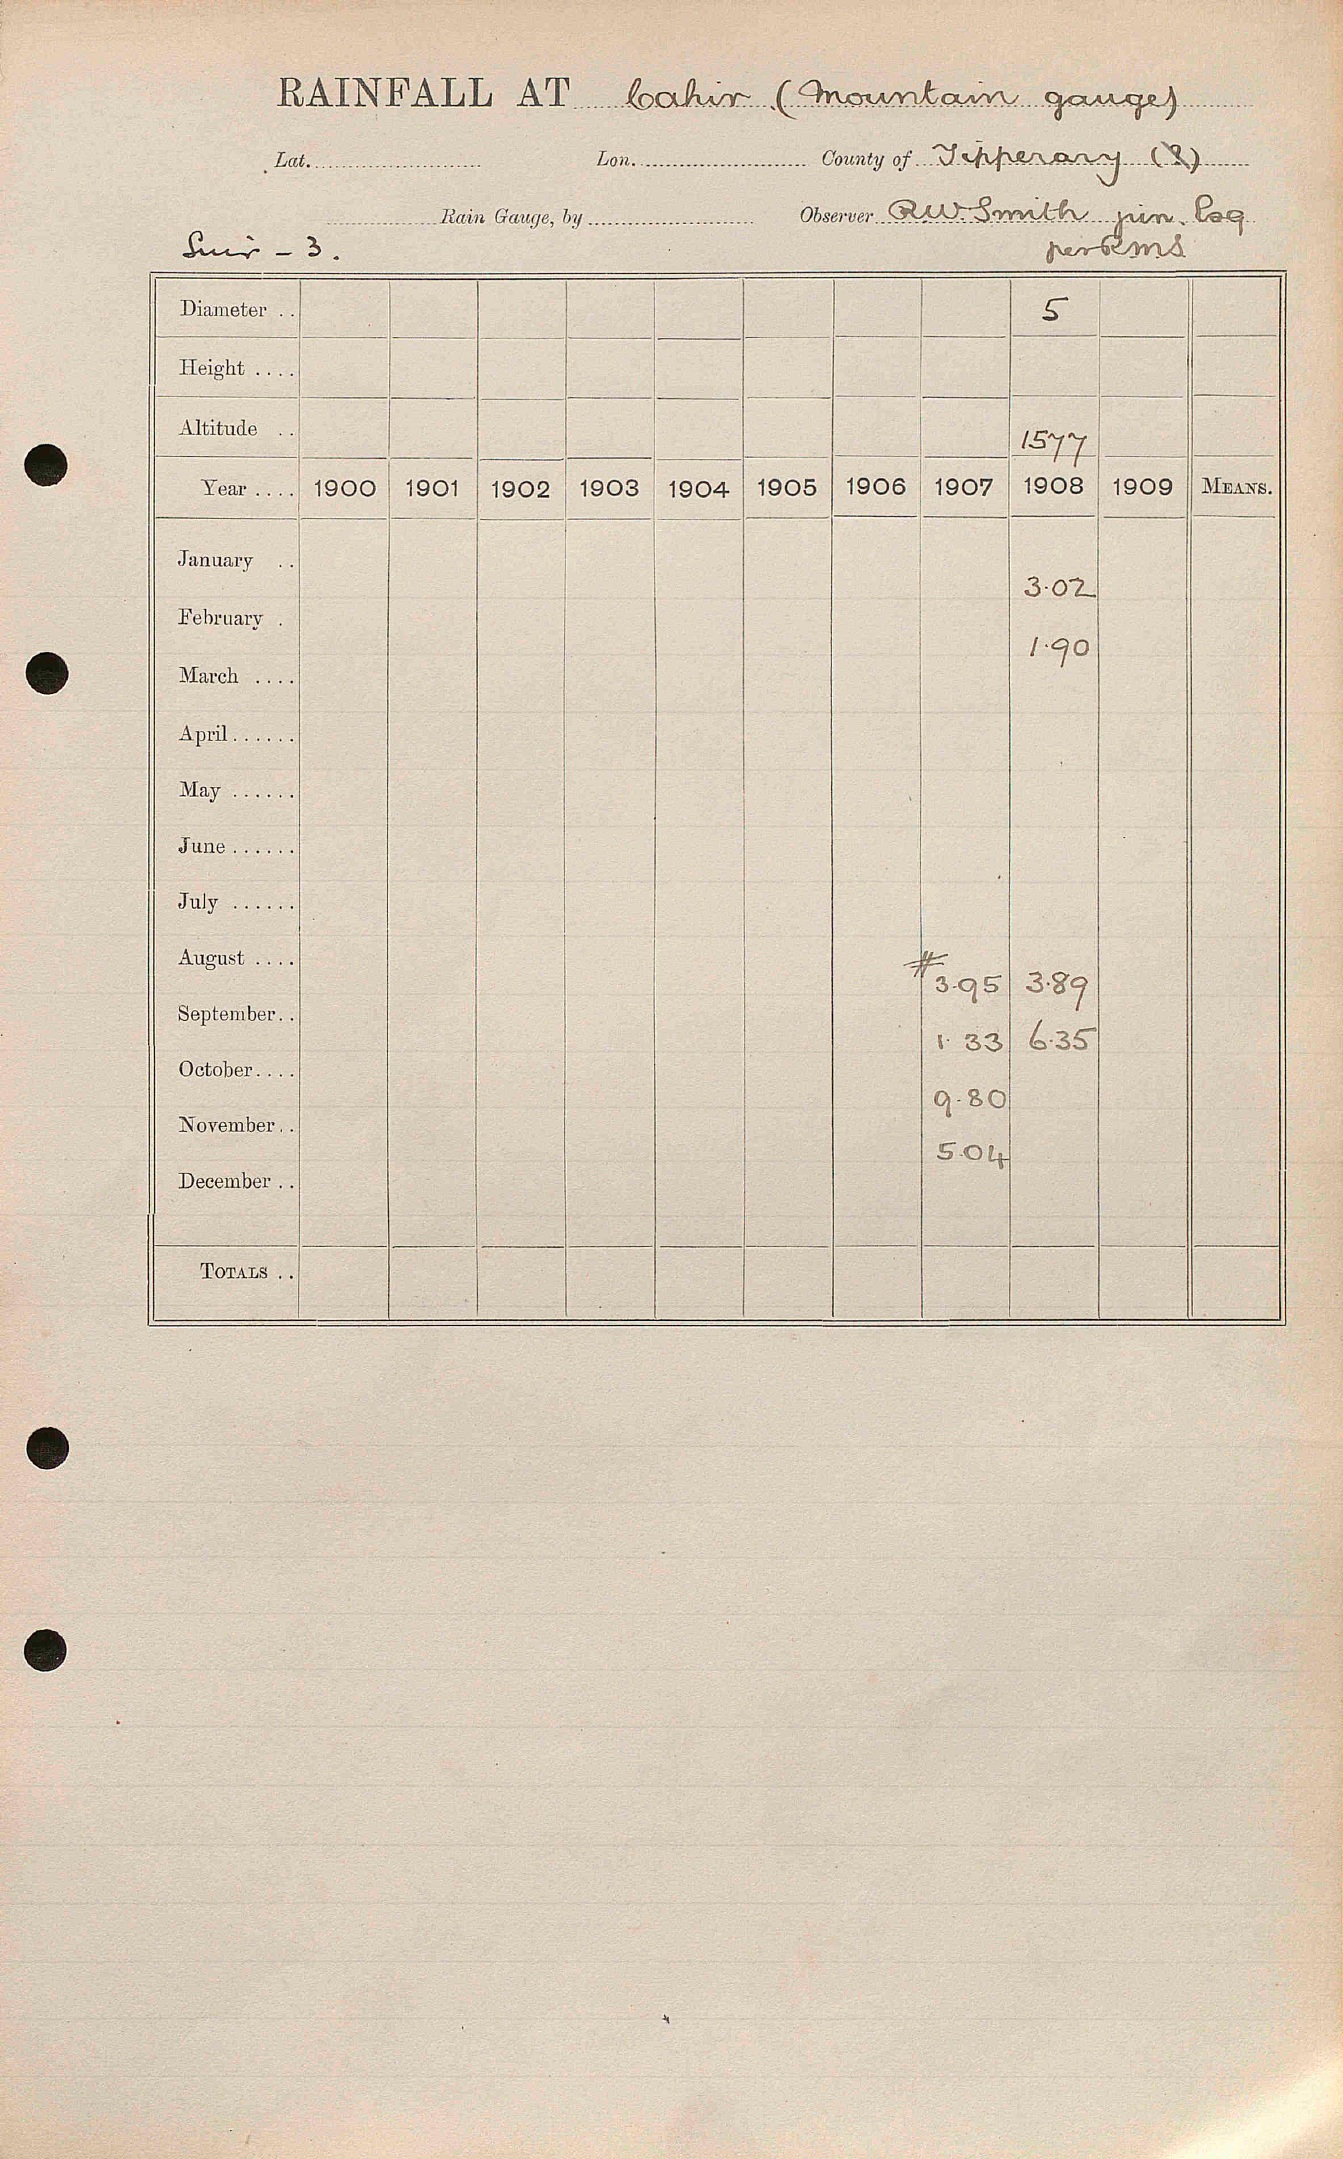 RAINFALL AT Cahir (Mountain gauge)
Lat. Lon. County of Tipperary (8)
Rain Gauge, by Observer R.W. Smith jun. Esq
Suir - 3. per RMS
Diameter .. 5
Height ....
Altitude .. 1577
Year .... 1900 1901 1902 1903 1904 1905 1906 1907 1908 1909 MEANS.
January ..
3.02
February .
1.90
March ....
April......
May ......
June......
July ......
August ....
# 3.95 3.89
September..
1.33 6.35
October....
9.80
November..
5.04
December ..
TOTALS ..